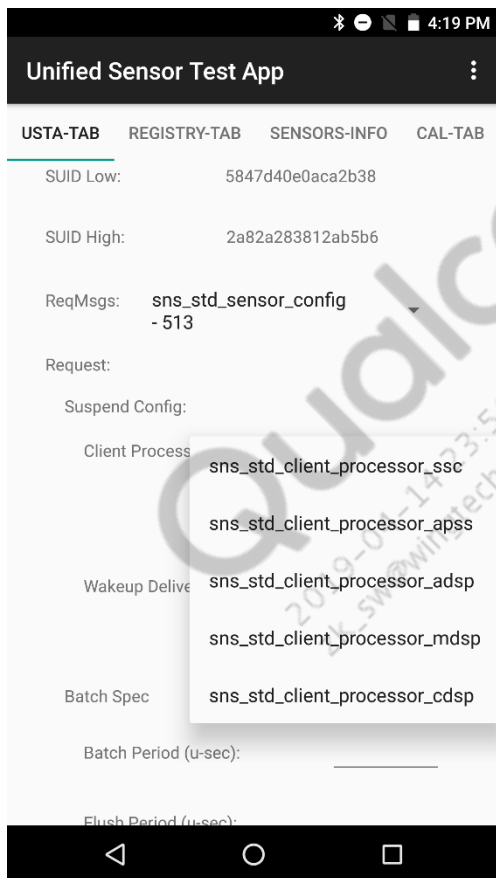 4:19 PM
Unified Sensor Test App
USTA-TAB REGISTRY-TAB SENSORS-INFO CAL-TAB
SUID Low: 5847d40e0aca2b38
SUID High: 2a82a283812ab5b6
ReqMsgs: sns_std_sensor_config
- 513
Request:
Suspend Config:
Client Process
sns_std_client_processor_ssc
sns_std_client_processor_apss
Wakeup Delive
sns_std_client_processor_adsp
sns_std_client_processor_mdsp
Batch Spec
sns_std_client_processor_cdsp
Batch Period (u-sec):
Flush Period (u-sec):
Qualc